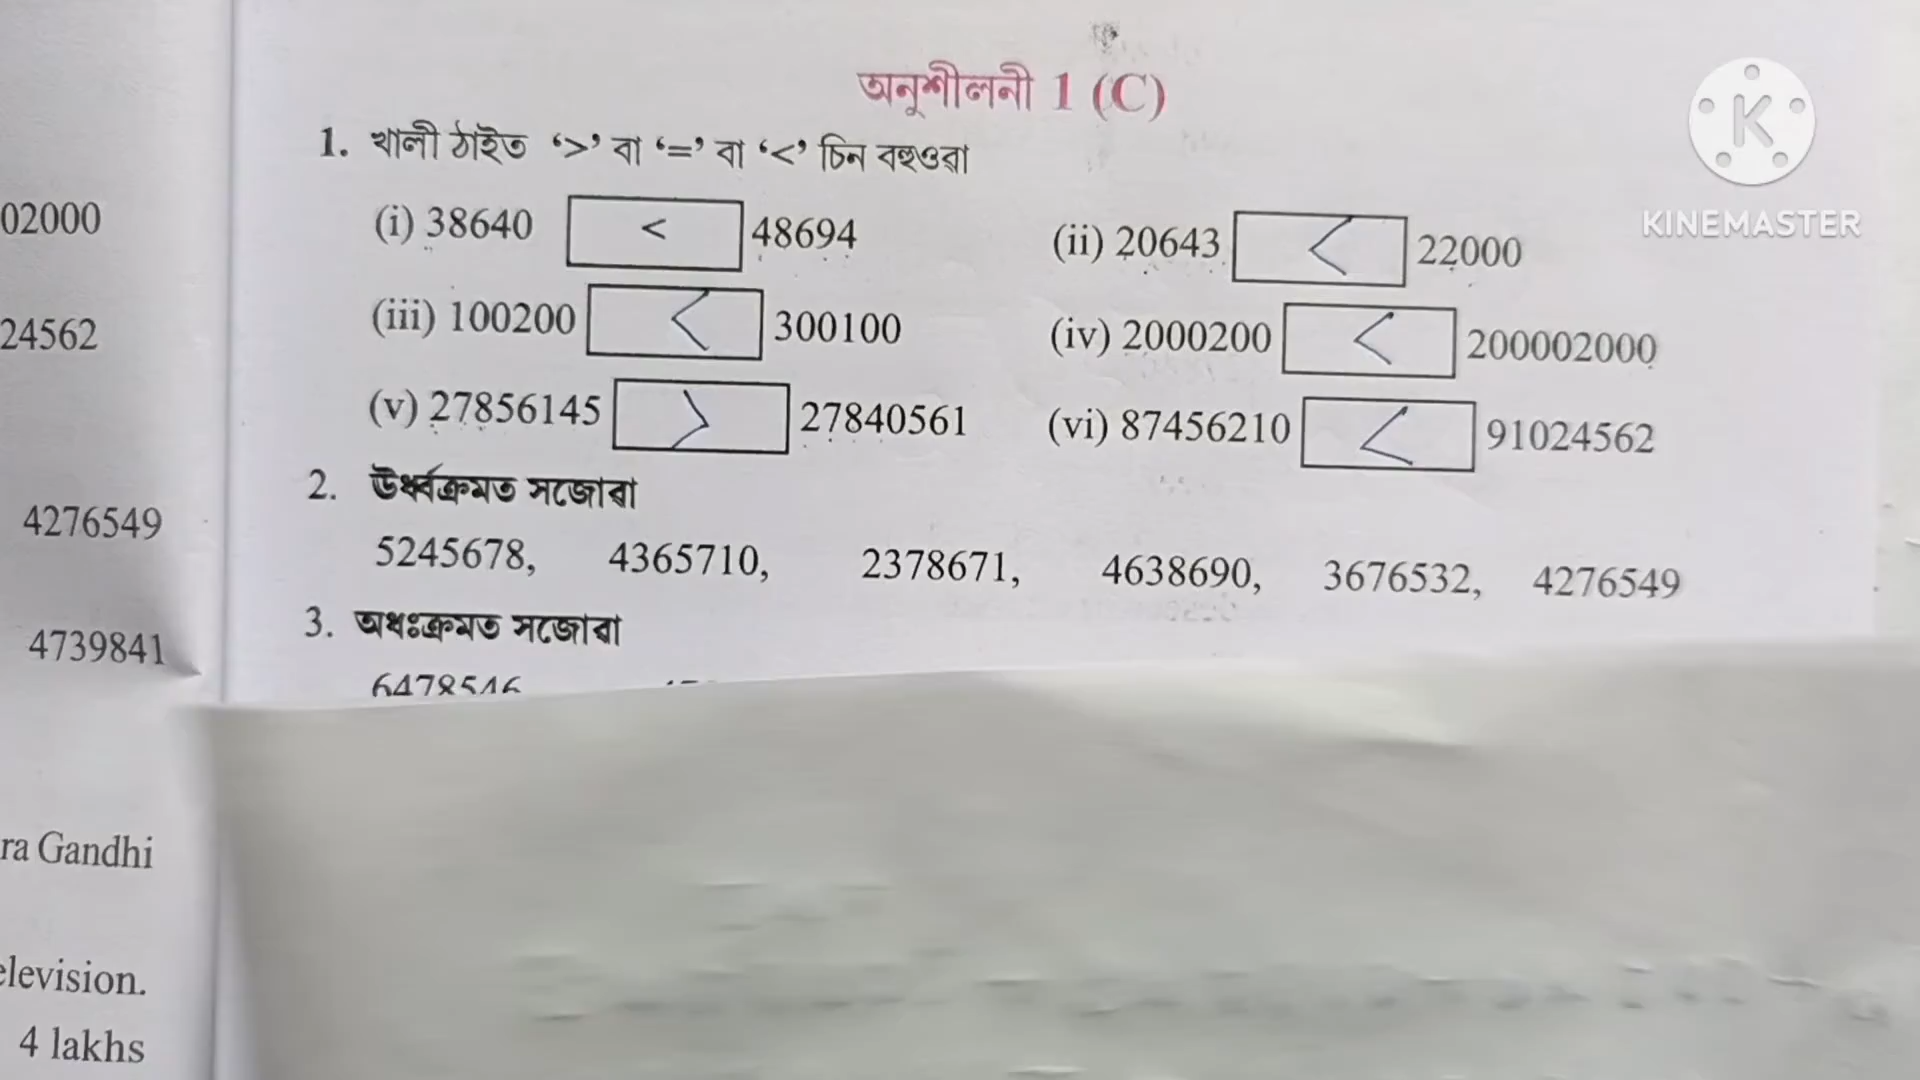 02000
24562
4276549
4739841
ra Gandhi
elevision.
4 lakhs
অনুশীলনী 1 (C)
1. খালী ঠাইত ‘>’ বা ‘=’ বা ‘<’ চিন বহুওৱা
(i) 38640 < 48694 (ii) 20643 < 22000
(iii) 100200 < 300100 (iv) 2000200 < 200002000
(v) 27856145 > 27840561 (vi) 87456210 < 91024562
2. ঊৰ্ধ্বক্ৰমত সজোৱা
5245678, 4365710, 2378671, 4638690, 3676532, 4276549
3. অধঃক্ৰমত সজোৱা
6478546
KINEMASTER